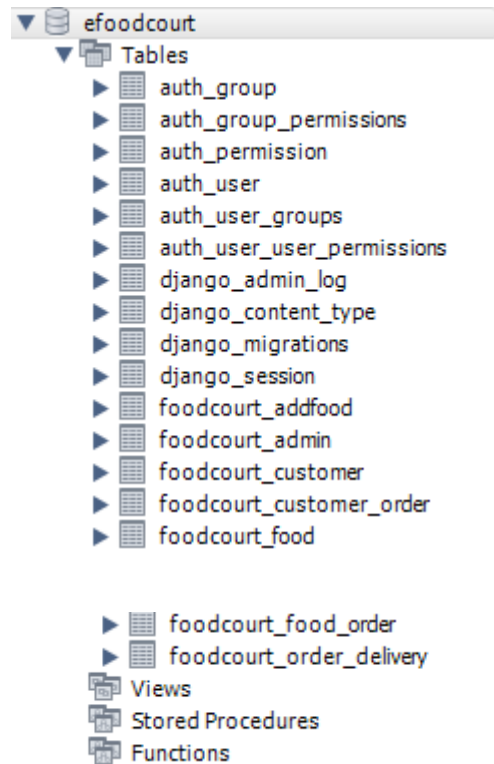 efoodcourt
Tables
auth_group
auth_group_permissions
auth_permission
auth_user
auth_user_groups
auth_user_user_permissions
django_admin_log
django_content_type
django_migrations
django_session
foodcourt_addfood
foodcourt_admin
foodcourt_customer
foodcourt_customer_order
foodcourt_food
foodcourt_food_order
foodcourt_order_delivery
Views
Stored Procedures
Functions